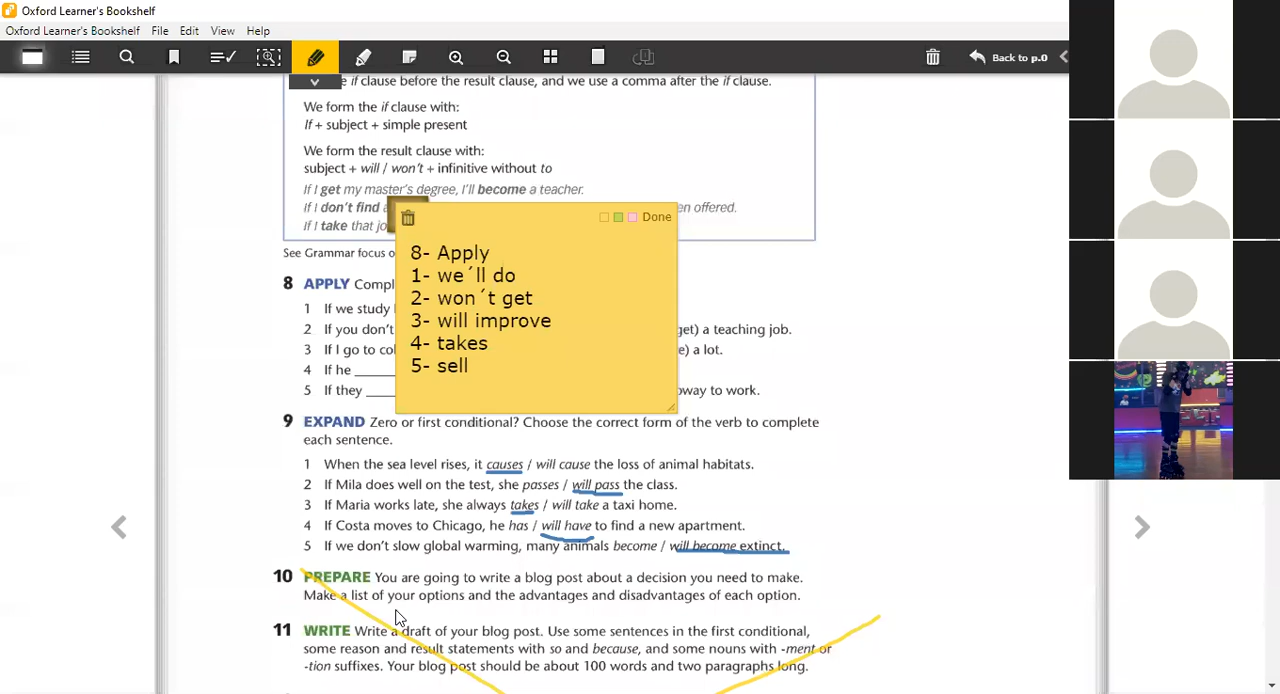 Oxford Learner's Bookshelf
Oxford Learner's Bookshelf File Edit View Help
Back to p.0
e if clause before the result clause, and we use a comma after the if clause.
We form the if clause with:
If + subject + simple present
We form the result clause with:
subject + will / won't + infinitive without to
If I get my master's degree, I'll become a teacher.
If I don't find en offered.
If I take that jo
See Grammar focus o
Done
8- Apply
1- we´ll do
2- won´t get
3- will improve
4- takes
5- sell
8 APPLY Compl
1 If we study
2 If you don't get) a teaching job.
3 If I go to col e) a lot.
4 If he
5 If they oway to work.
9 EXPAND Zero or first conditional? Choose the correct form of the verb to complete
each sentence.
1 When the sea level rises, it causes / will cause the loss of animal habitats.
2 If Mila does well on the test, she passes / will pass the class.
3 If Maria works late, she always takes / will take a taxi home.
4 If Costa moves to Chicago, he has / will have to find a new apartment.
5 If we don't slow global warming, many animals become / will become extinct.
10 PREPARE You are going to write a blog post about a decision you need to make.
Make a list of your options and the advantages and disadvantages of each option.
11 WRITE Write a draft of your blog post. Use some sentences in the first conditional,
some reason and result statements with so and because, and some nouns with -ment or
-tion suffixes. Your blog post should be about 100 words and two paragraphs long.